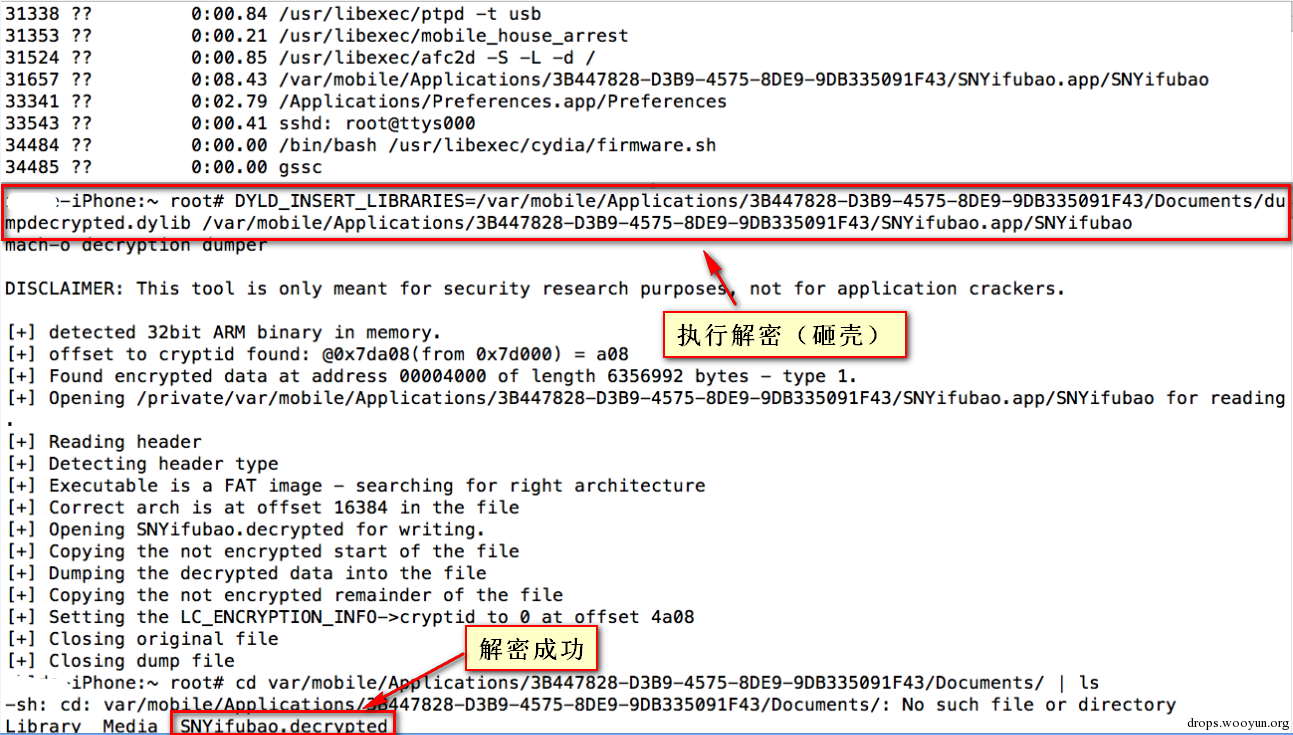 31338 ??         0:00.84 /usr/libexec/ptpd -t usb
31353 ??         0:00.21 /usr/libexec/mobile_house_arrest
31524 ??         0:00.85 /usr/libexec/afc2d -S -L -d /
31657 ??         0:08.43 /var/mobile/Applications/3B447828-D3B9-4575-8DE9-9DB335091F43/SNYifubao.app/SNYifubao
33341 ??         0:02.79 /Applications/Preferences.app/Preferences
33543 ??         0:00.41 sshd: root@ttys000
34484 ??         0:00.00 /bin/bash /usr/libexec/cydia/firmware.sh
34485 ??         0:00.00 gssc
-iPhone:~ root# DYLD_INSERT_LIBRARIES=/var/mobile/Applications/3B447828-D3B9-4575-8DE9-9DB335091F43/Documents/du
mpdecrypted.dylib /var/mobile/Applications/3B447828-D3B9-4575-8DE9-9DB335091F43/SNYifubao.app/SNYifubao
mach-o decryption dumper
DISCLAIMER: This tool is only meant for security research purposes, not for application crackers.
执行解密（砸壳）
[+] detected 32bit ARM binary in memory.
[+] offset to cryptid found: @0x7da08(from 0x7d000) = a08
[+] Found encrypted data at address 00004000 of length 6356992 bytes - type 1.
[+] Opening /private/var/mobile/Applications/3B447828-D3B9-4575-8DE9-9DB335091F43/SNYifubao.app/SNYifubao for reading
.
[+] Reading header
[+] Detecting header type
[+] Executable is a FAT image - searching for right architecture
[+] Correct arch is at offset 16384 in the file
[+] Opening SNYifubao.decrypted for writing.
[+] Copying the not encrypted start of the file
[+] Dumping the decrypted data into the file
[+] Copying the not encrypted remainder of the file
[+] Setting the LC_ENCRYPTION_INFO->cryptid to 0 at offset 4a08
[+] Closing original file
[+] Closing dump file
解密成功
-iPhone:~ root# cd var/mobile/Applications/3B447828-D3B9-4575-8DE9-9DB335091F43/Documents/ | ls
-sh: cd: var/mobile/Applications/3B447828-D3B9-4575-8DE9-9DB335091F43/Documents/: No such file or directory
Library  Media  SNYifubao.decrypted
drops.wooyun.org